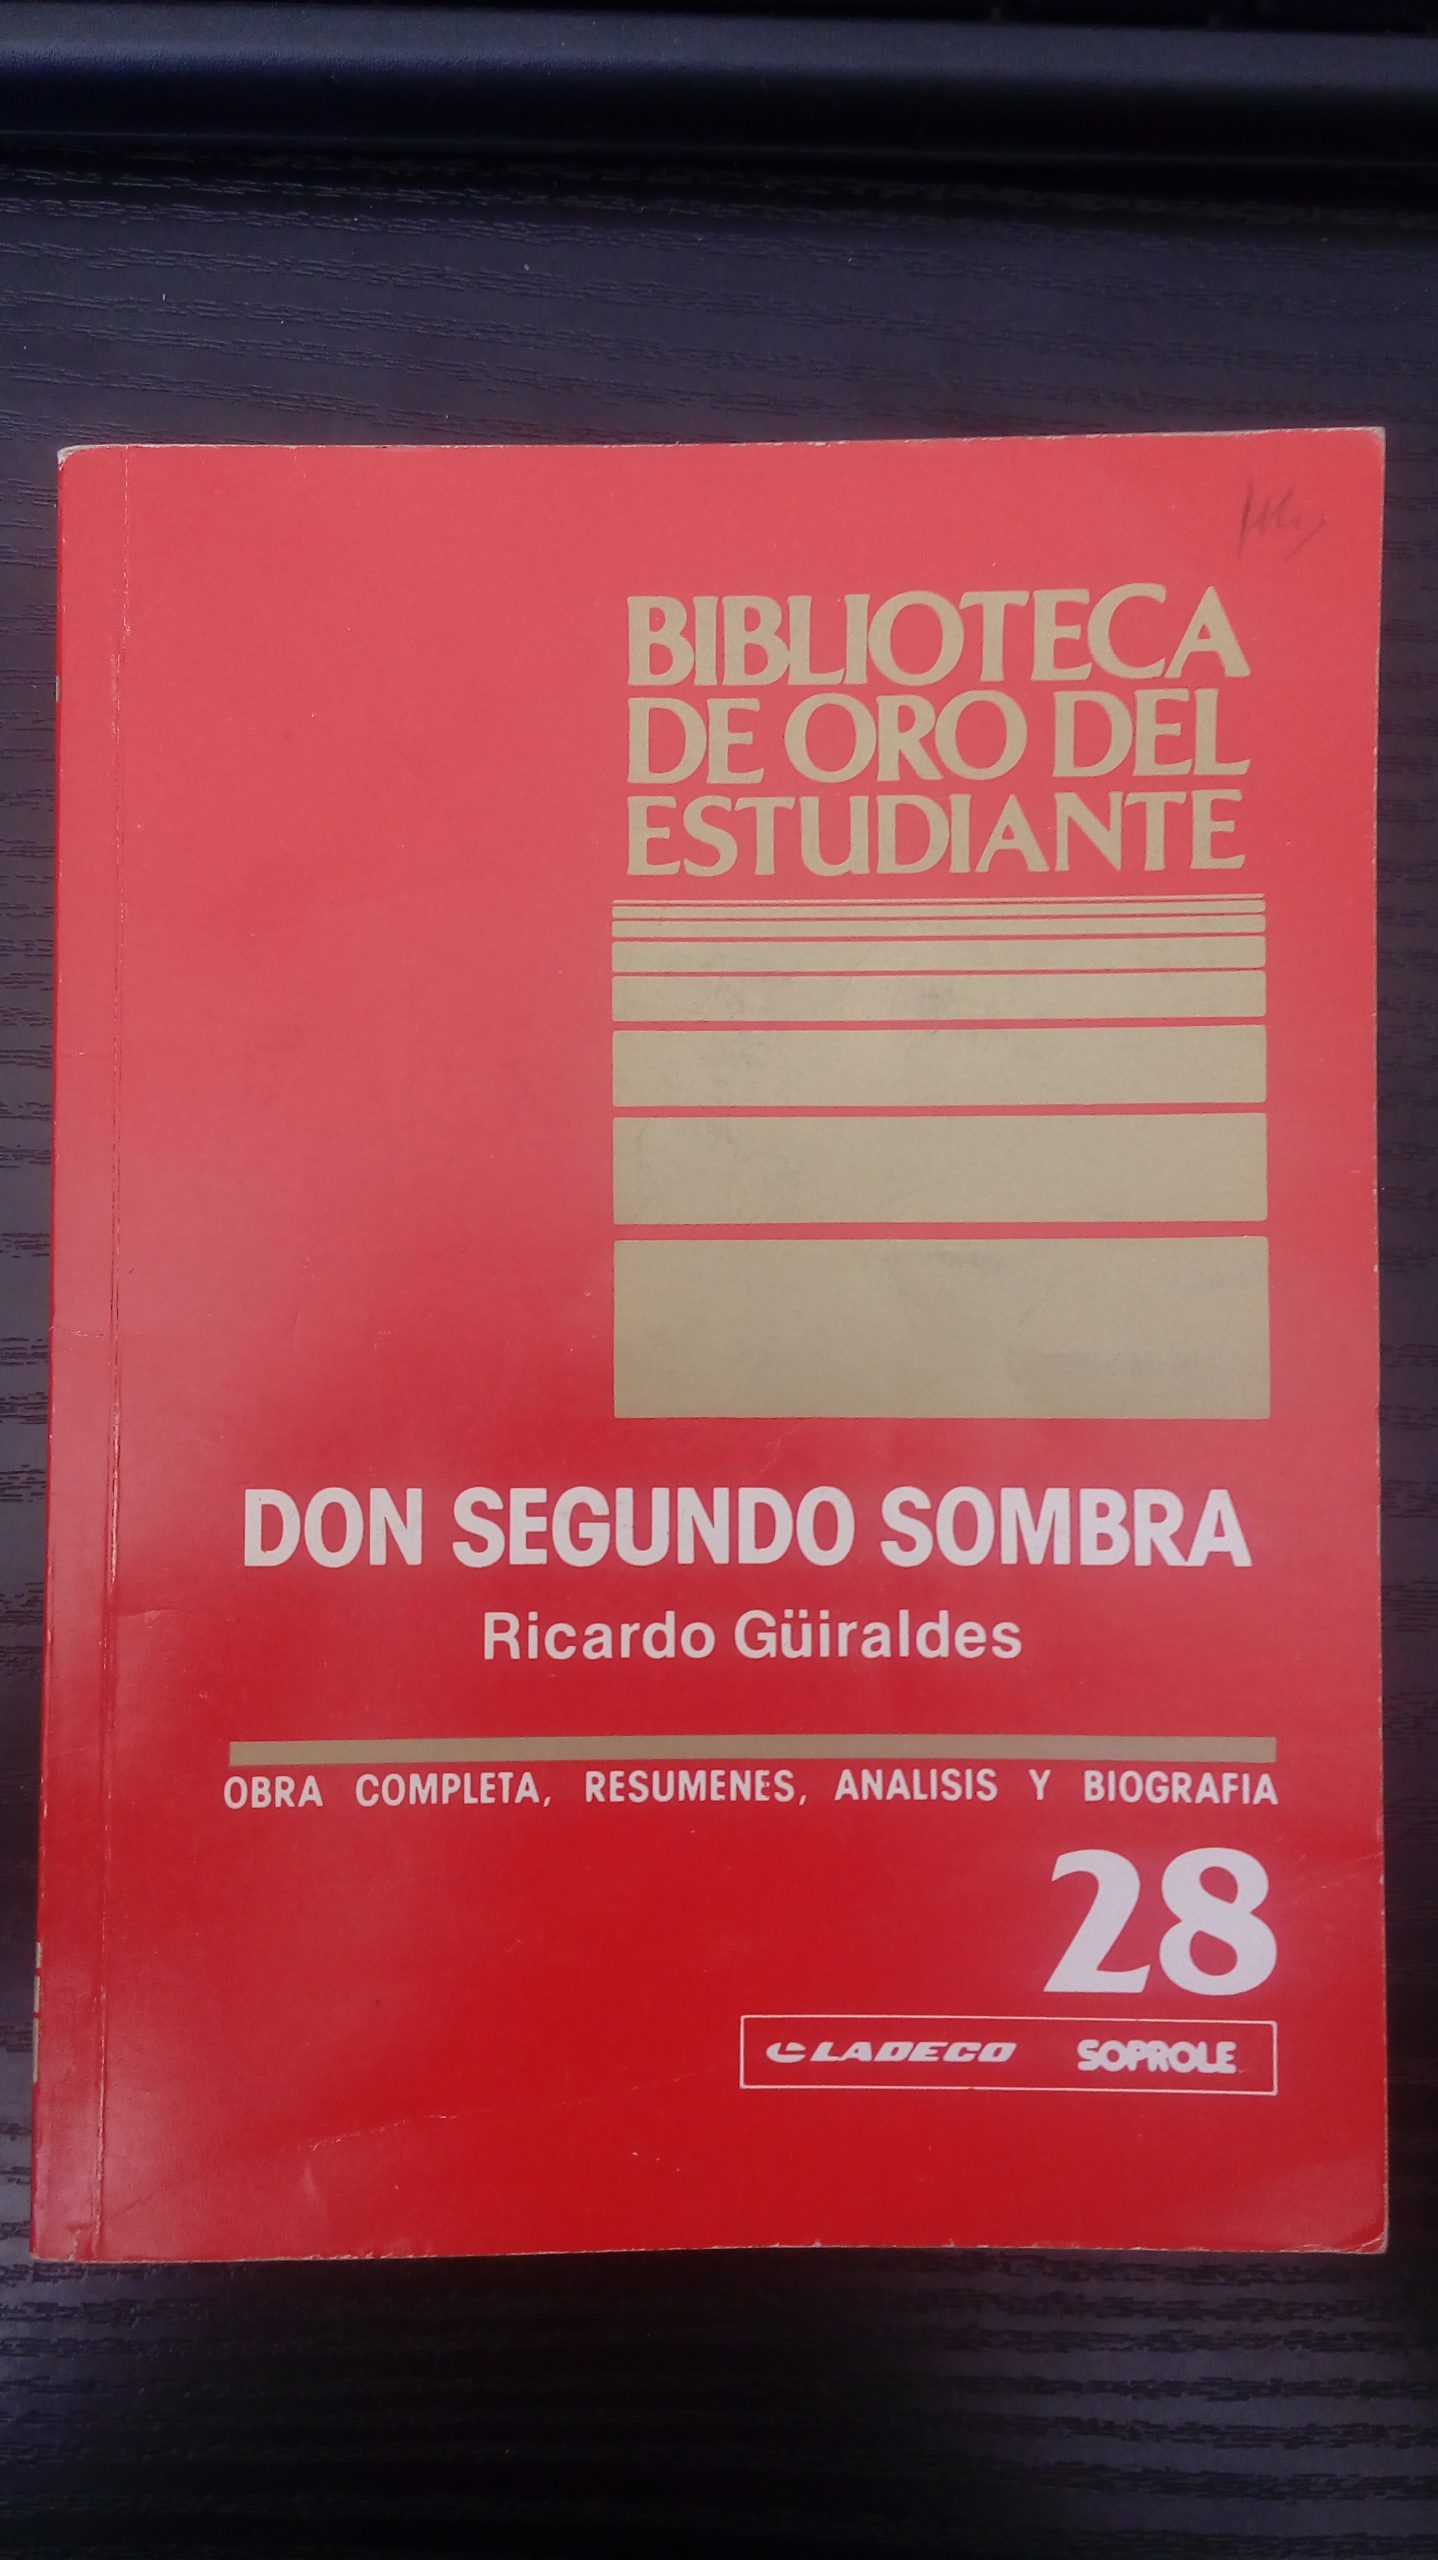 BIBLIOTECA
DE ORO DEL
ESTUDIANTE
DON SEGUNDO SOMBRA
Ricardo Güiraldes
OBRA COMPLETA, RESUMENES, ANALISIS Y BIOGRAFIA
28
LADECO SOPROLE